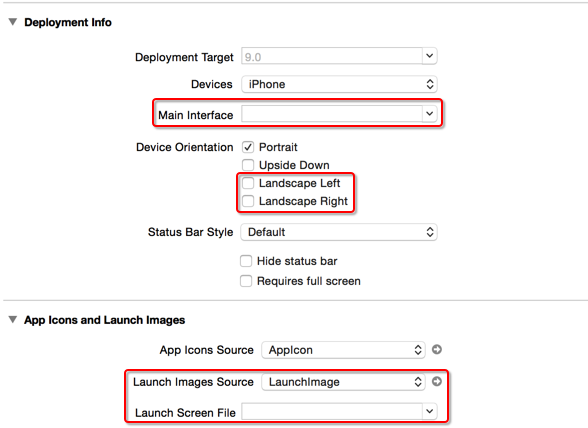 Deployment Info
Deployment Target 9.0
Devices iPhone
Main Interface
Device Orientation Portrait
Upside Down
Landscape Left
Landscape Right
Status Bar Style Default
Hide status bar
Requires full screen
App Icons and Launch Images
App Icons Source AppIcon
Launch Images Source LaunchImage
Launch Screen File